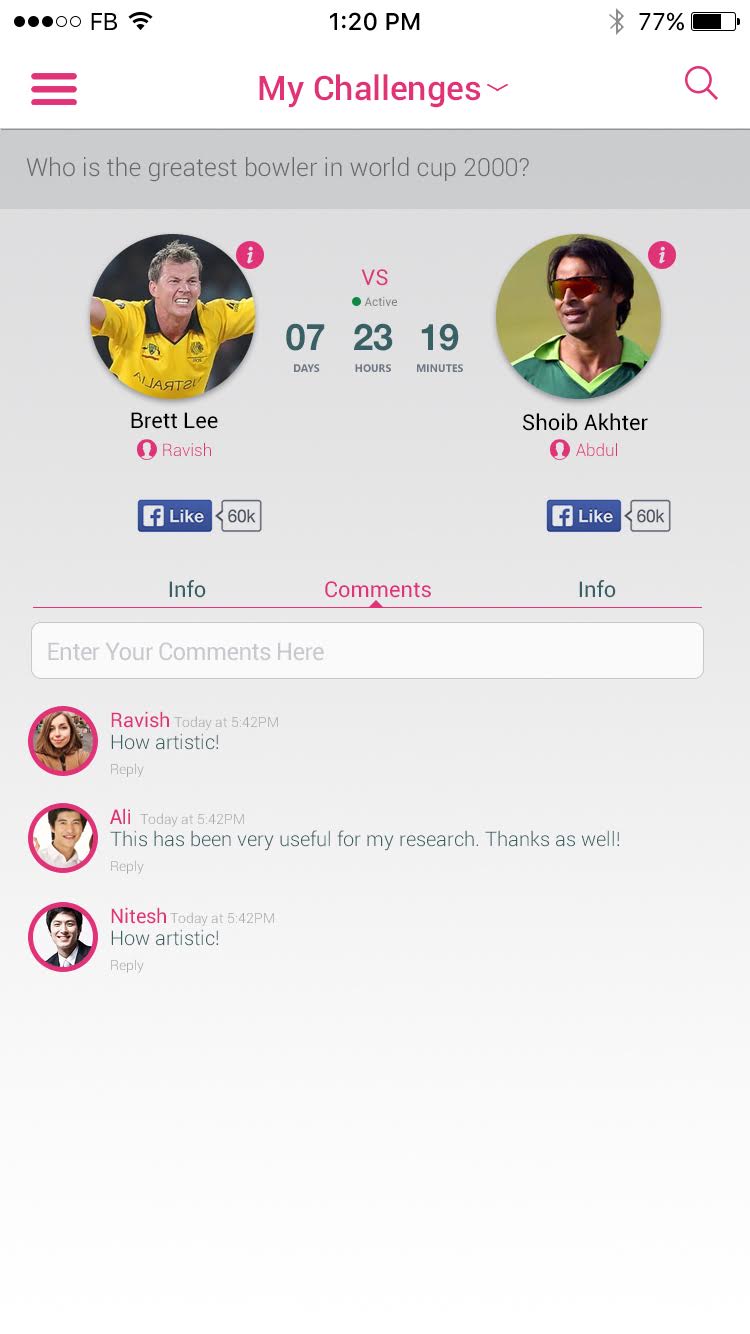 FB 1:20 PM 77%
My Challenges
Who is the greatest bowler in world cup 2000?
i i
VS
Active
07 23 19
DAYS HOURS MINUTES
AUSTRALIA
Brett Lee Shoib Akhter
Ravish Abdul
Like 60k Like 60k
Info Comments Info
Enter Your Comments Here
Ravish Today at 5:42PM
How artistic!
Reply
Ali Today at 5:42PM
This has been very useful for my research. Thanks as well!
Reply
Nitesh Today at 5:42PM
How artistic!
Reply